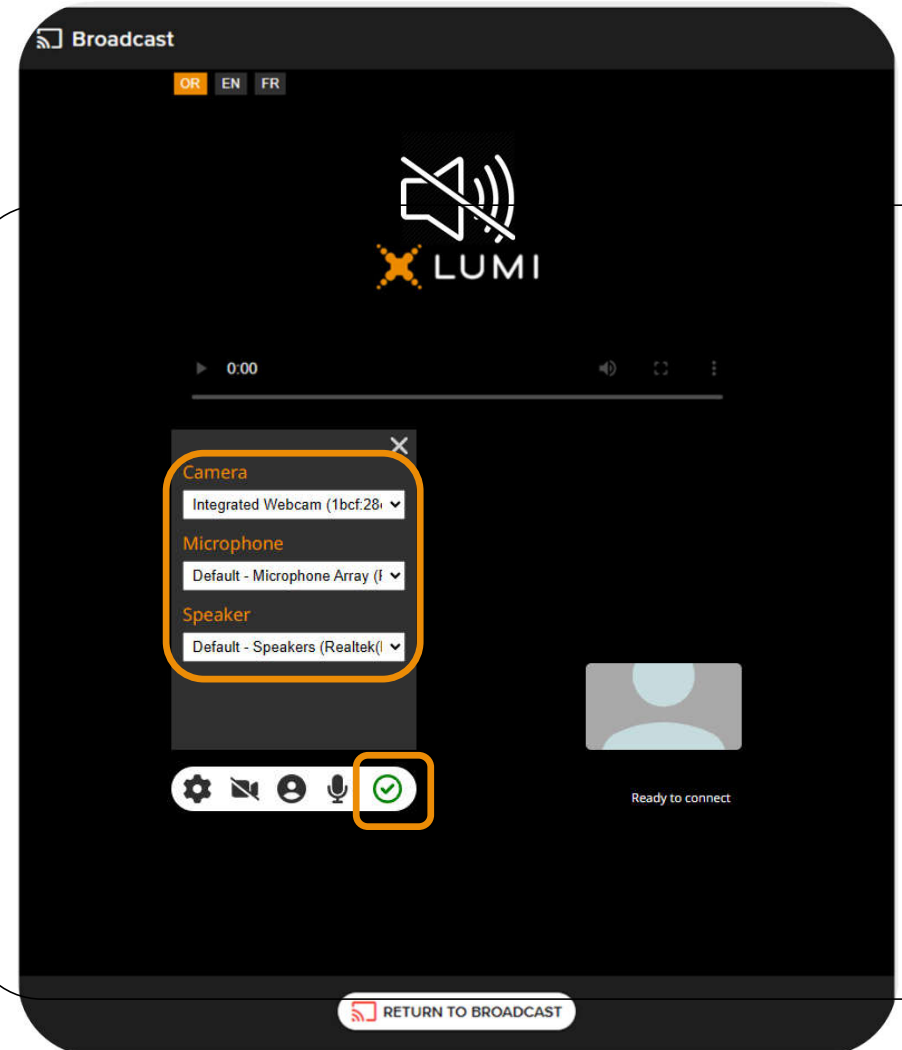 Broadcast
OR EN FR
LUMI
0:00
Camera
Integrated Webcam (1bcf:28
Microphone
Default - Microphone Array (
Speaker
Default - Speakers (Realtek(
Ready to connect
RETURN TO BROADCAST